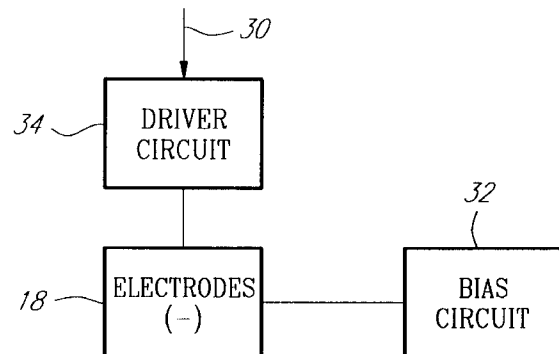 30
34
DRIVER
CIRCUIT
32
18
ELECTRODES
(-)
BIAS
CIRCUIT